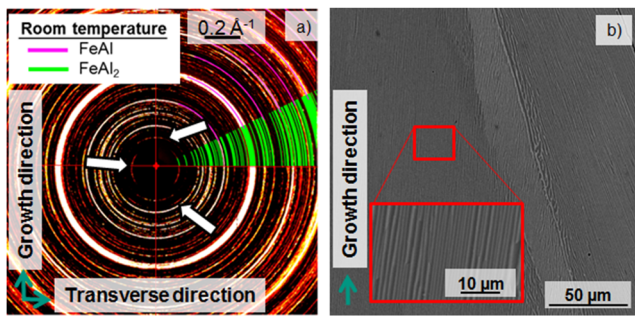 Room temperature
FeAl
FeAl₂
0.2 Å⁻¹
a)
Growth direction
Transverse direction
b)
Growth direction
10 µm
50 µm